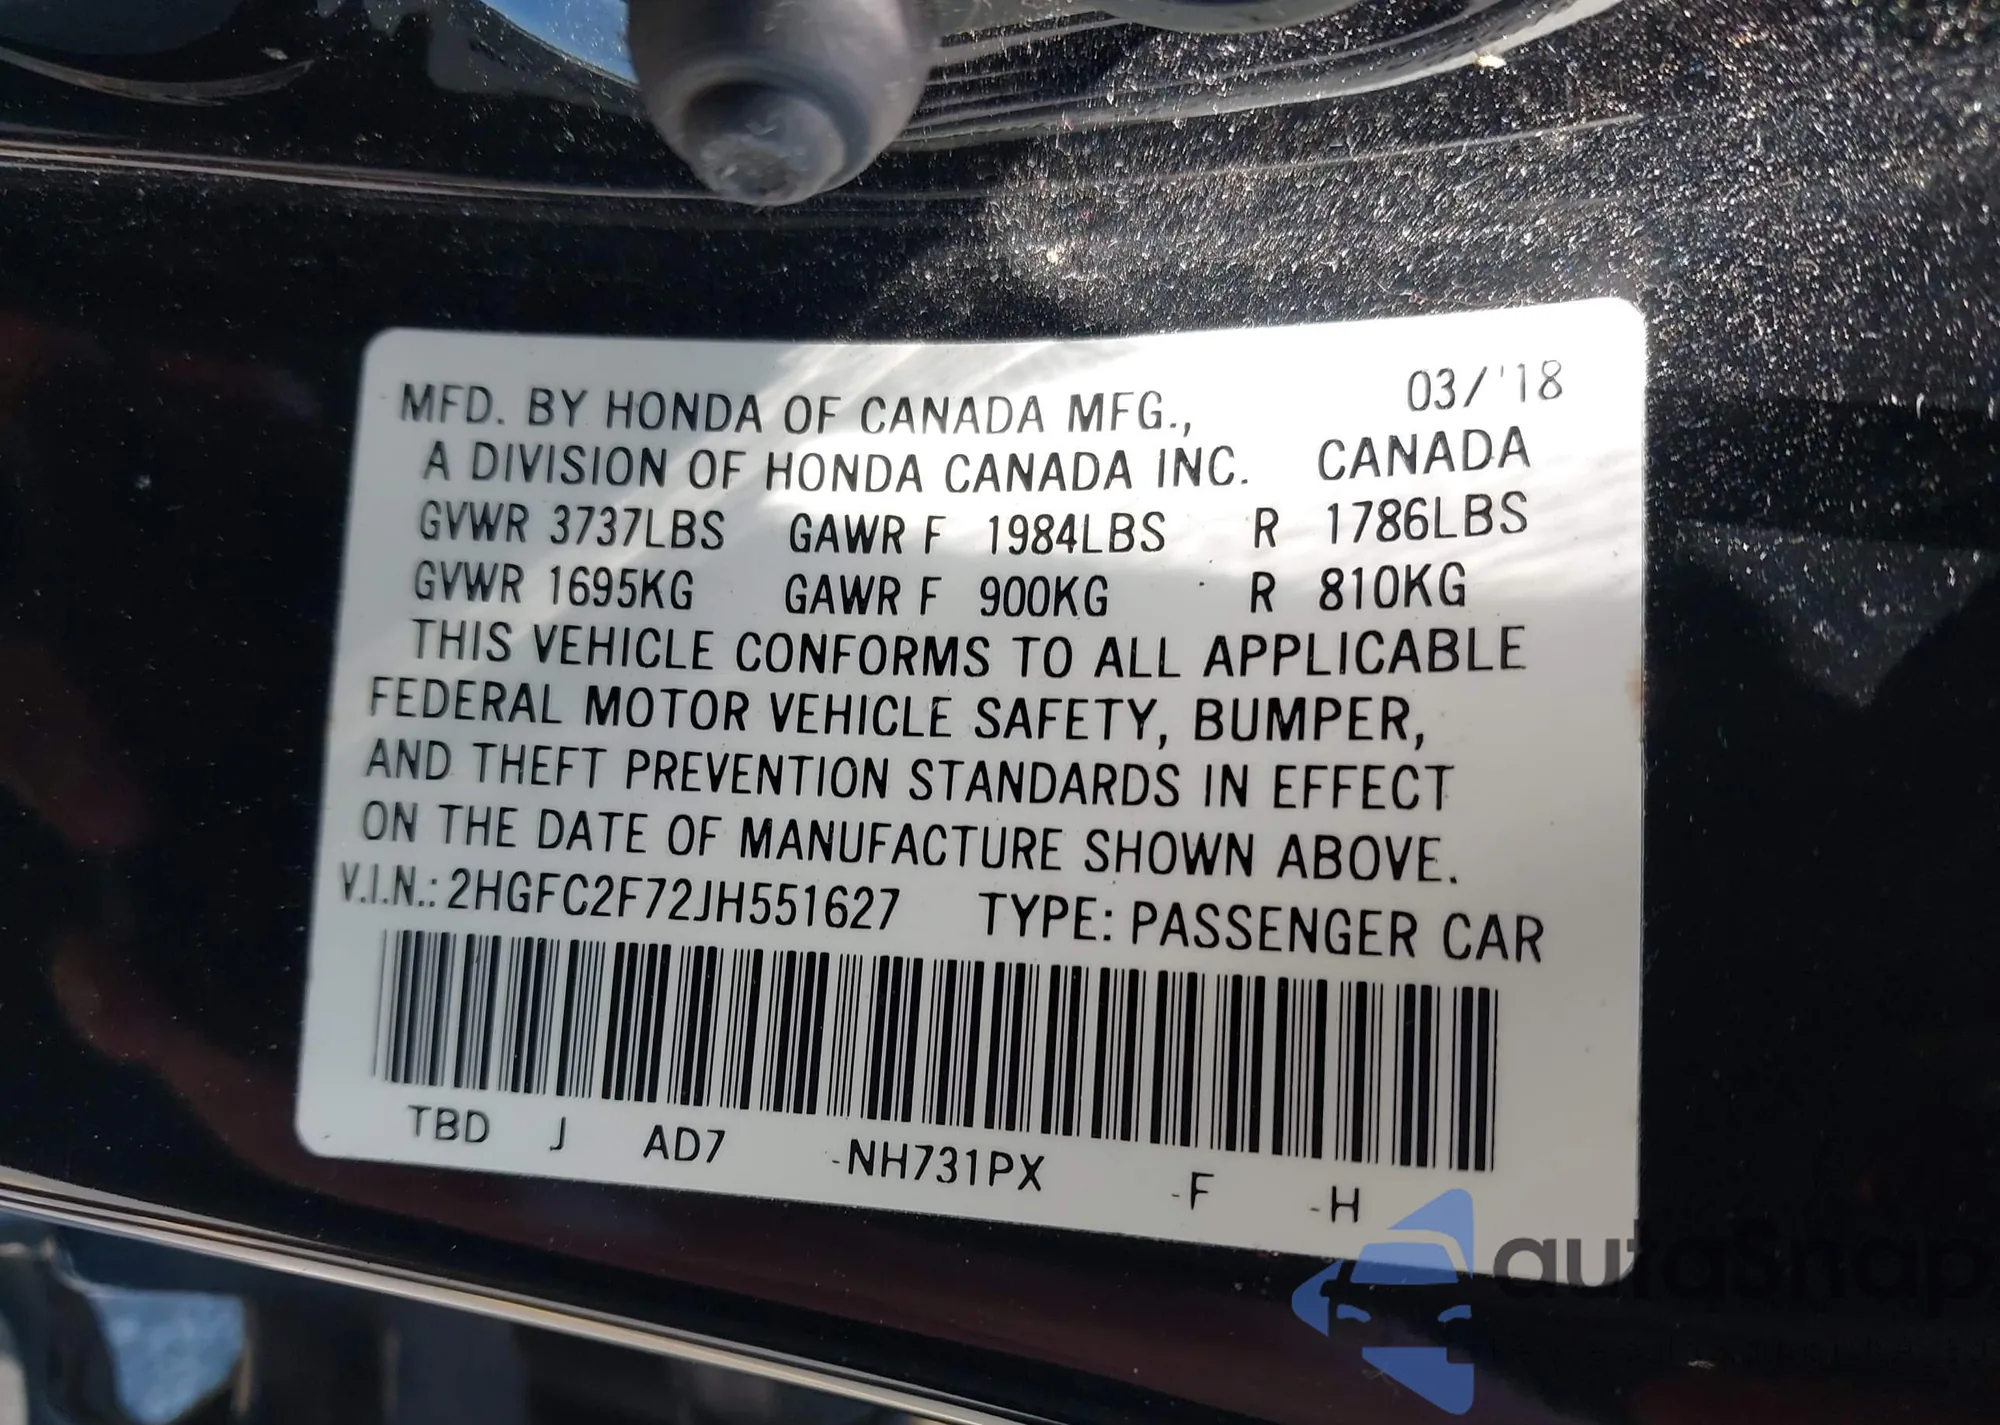 MFD. BY HONDA OF CANADA MFG., 03/'18
A DIVISION OF HONDA CANADA INC. CANADA
GVWR 3737LBS GAWR F 1984LBS R 1786LBS
GVWR 1695KG GAWR F 900KG R 810KG
THIS VEHICLE CONFORMS TO ALL APPLICABLE
FEDERAL MOTOR VEHICLE SAFETY, BUMPER,
AND THEFT PREVENTION STANDARDS IN EFFECT
ON THE DATE OF MANUFACTURE SHOWN ABOVE.
V.I.N.: 2HGFC2F72JH551627 TYPE: PASSENGER CAR
TBD J AD7 -NH731PX -F -H
autosnap